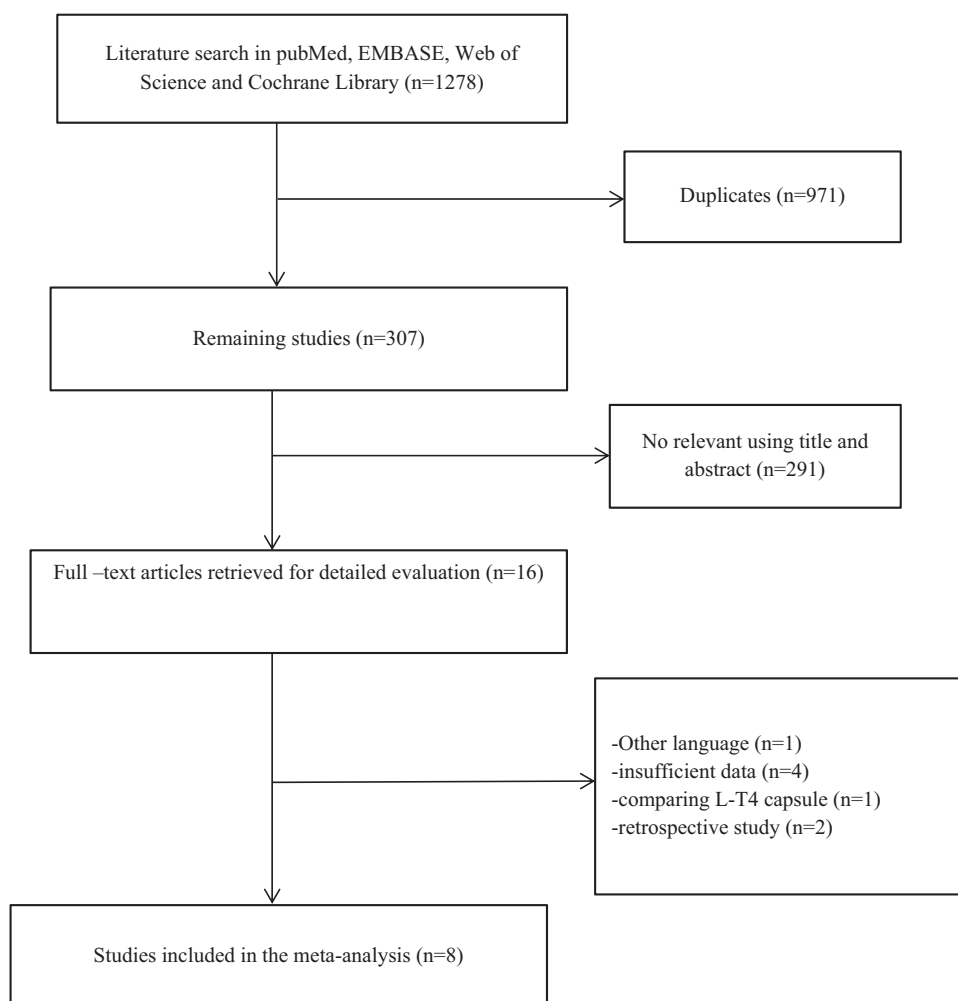 Literature search in pubMed, EMBASE, Web of
Science and Cochrane Library (n=1278)
Duplicates (n=971)
Remaining studies (n=307)
No relevant using title and
abstract (n=291)
Full –text articles retrieved for detailed evaluation (n=16)
-Other language (n=1)
-insufficient data (n=4)
-comparing L-T4 capsule (n=1)
-retrospective study (n=2)
Studies included in the meta-analysis (n=8)